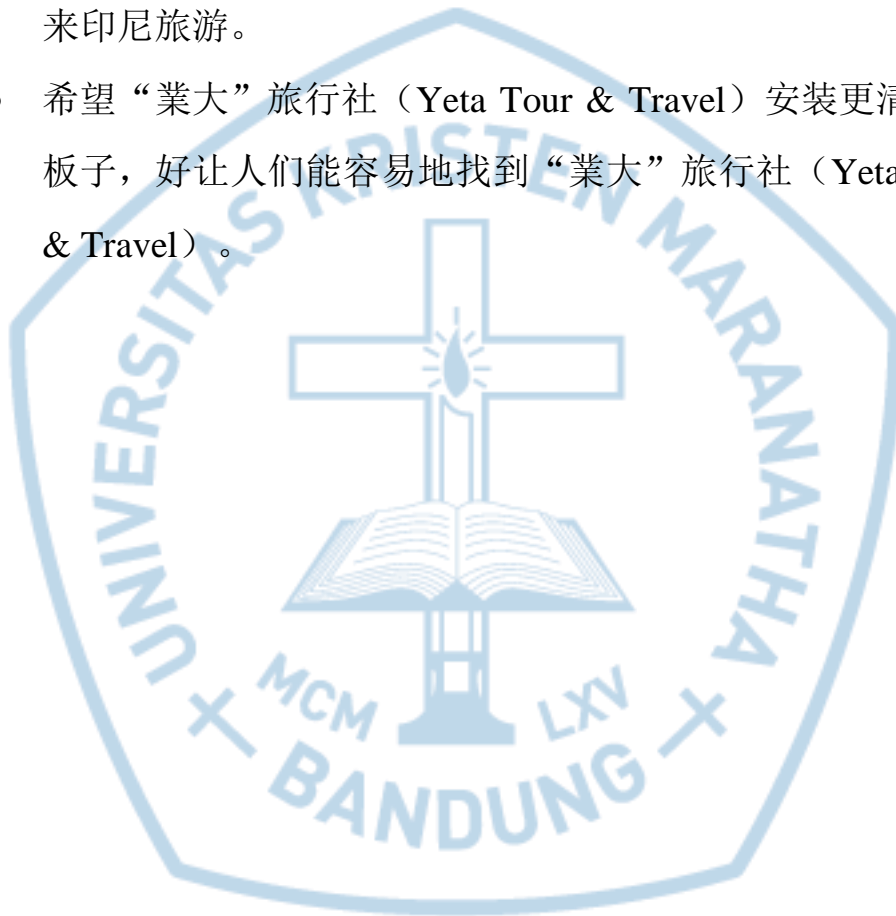 来印尼旅游。
希望“業大”旅行社（Yeta Tour & Travel）安装更清
板子，好让人们能容易地找到“業大”旅行社（Yeta
& Travel）。
UNIVERSITAS KRISTEN MARANATHA
MCM LXV
BANDUNG